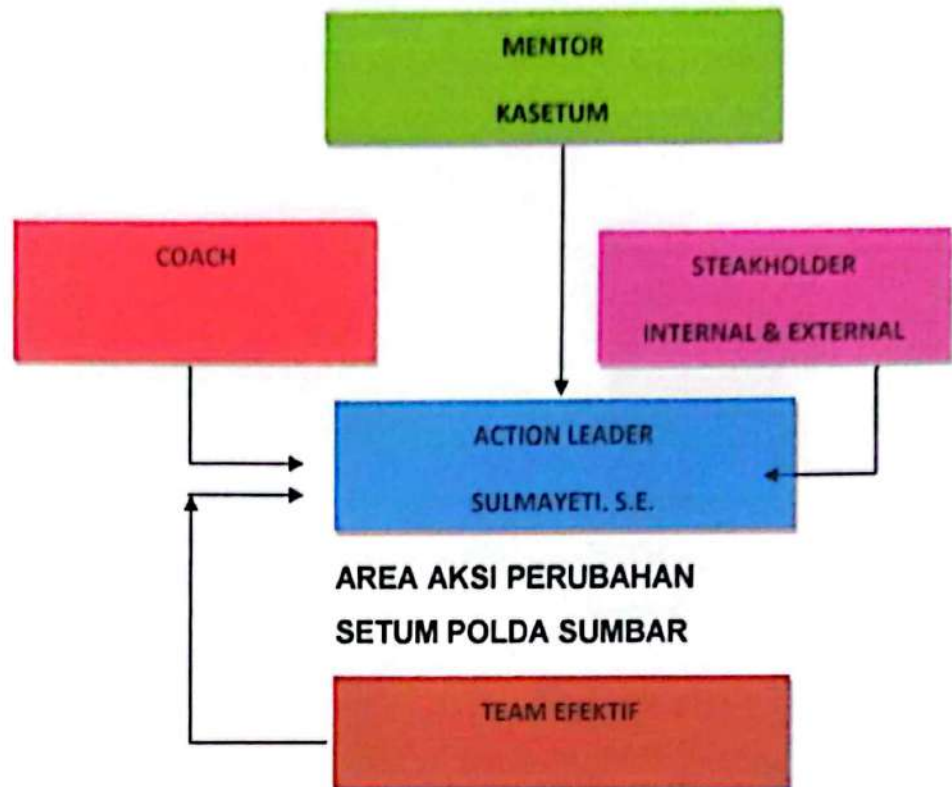 MENTOR
KASETUM
COACH
STEAKHOLDER
INTERNAL & EXTERNAL
ACTION LEADER
SULMAYETI, S.E.
AREA AKSI PERUBAHAN
SETUM POLDA SUMBAR
TEAM EFEKTIF